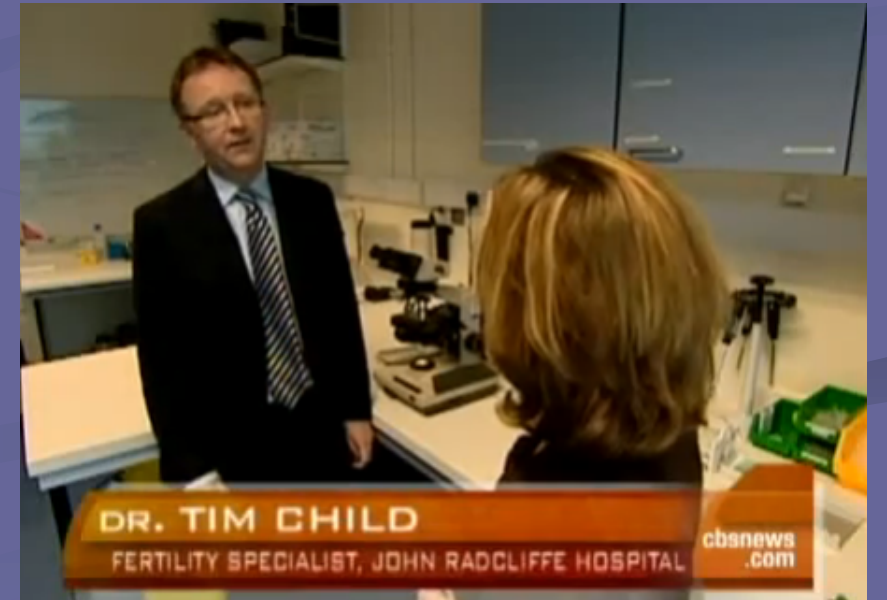 DR. TIM CHILD
FERTILITY SPECIALIST, JOHN RADCLIFFE HOSPITAL
cbsnews
.com